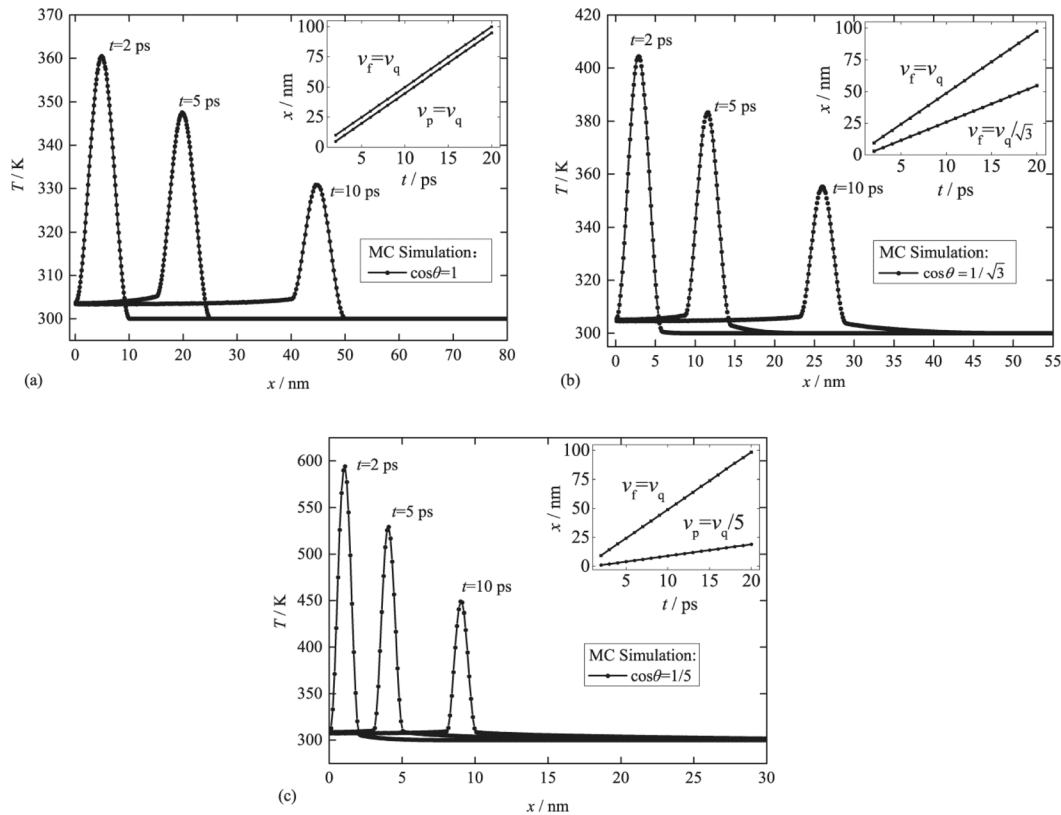 370
360
350
340
330
320
310
300
T / K
0 10 20 30 40 50 60 70 80
x / nm
(a)
t=2 ps
t=5 ps
t=10 ps
MC Simulation:
cosθ=1
100
75
50
25
0
x / nm
5 10 15 20
t / ps
v_f=v_q
v_p=v_q
420
400
380
360
340
320
300
T / K
0 5 10 15 20 25 30 35 40 45 50 55
x / nm
(b)
t=2 ps
t=5 ps
t=10 ps
MC Simulation:
cosθ=1/√3
100
75
50
25
0
x / nm
5 10 15 20
t / ps
v_f=v_q
v_f=v_q/√3
600
550
500
450
400
350
300
T / K
0 5 10 15 20 25 30
x / nm
(c)
t=2 ps
t=5 ps
t=10 ps
MC Simulation:
cosθ=1/5
100
75
50
25
0
x / nm
5 10 15 20
t / ps
v_f=v_q
v_p=v_q/5